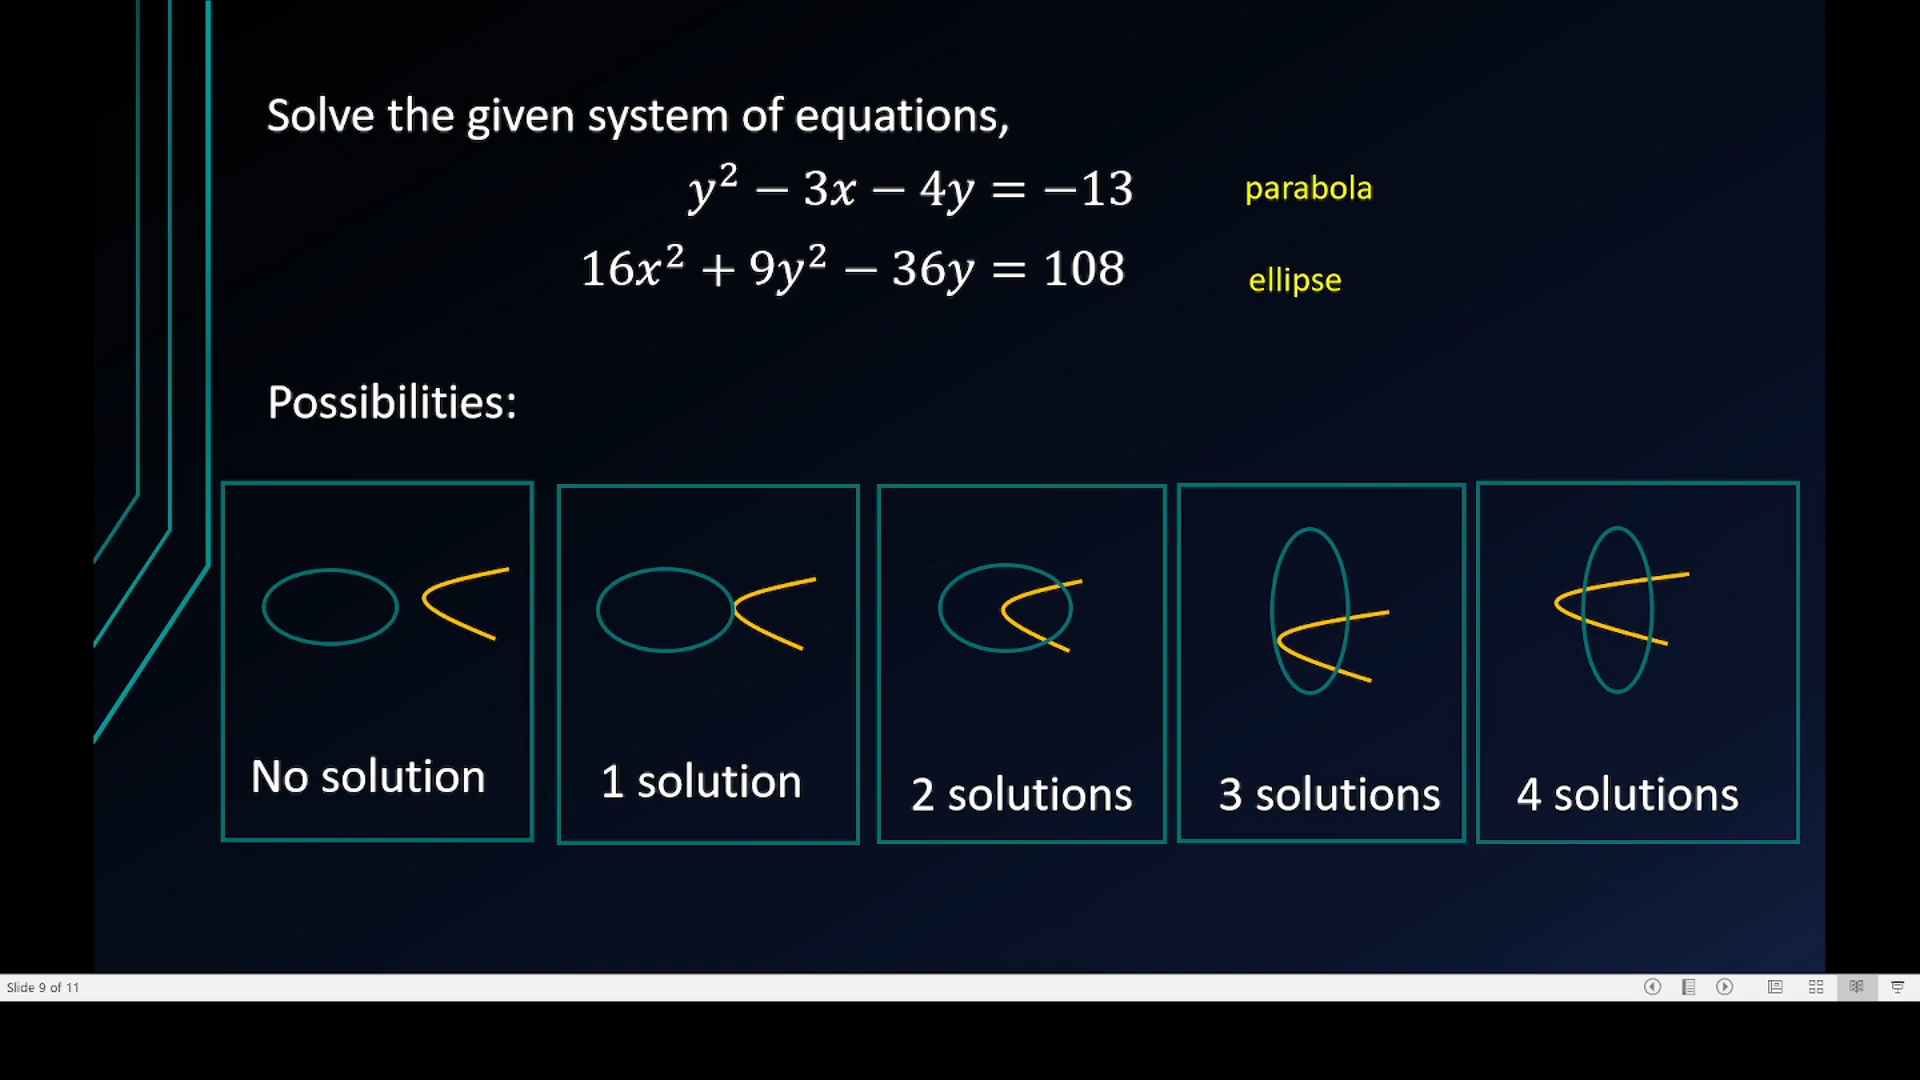 Solve the given system of equations,
y² − 3x − 4y = −13
parabola
16x² + 9y² − 36y = 108
ellipse
Possibilities:
No solution
1 solution
2 solutions
3 solutions
4 solutions
Slide 9 of 11